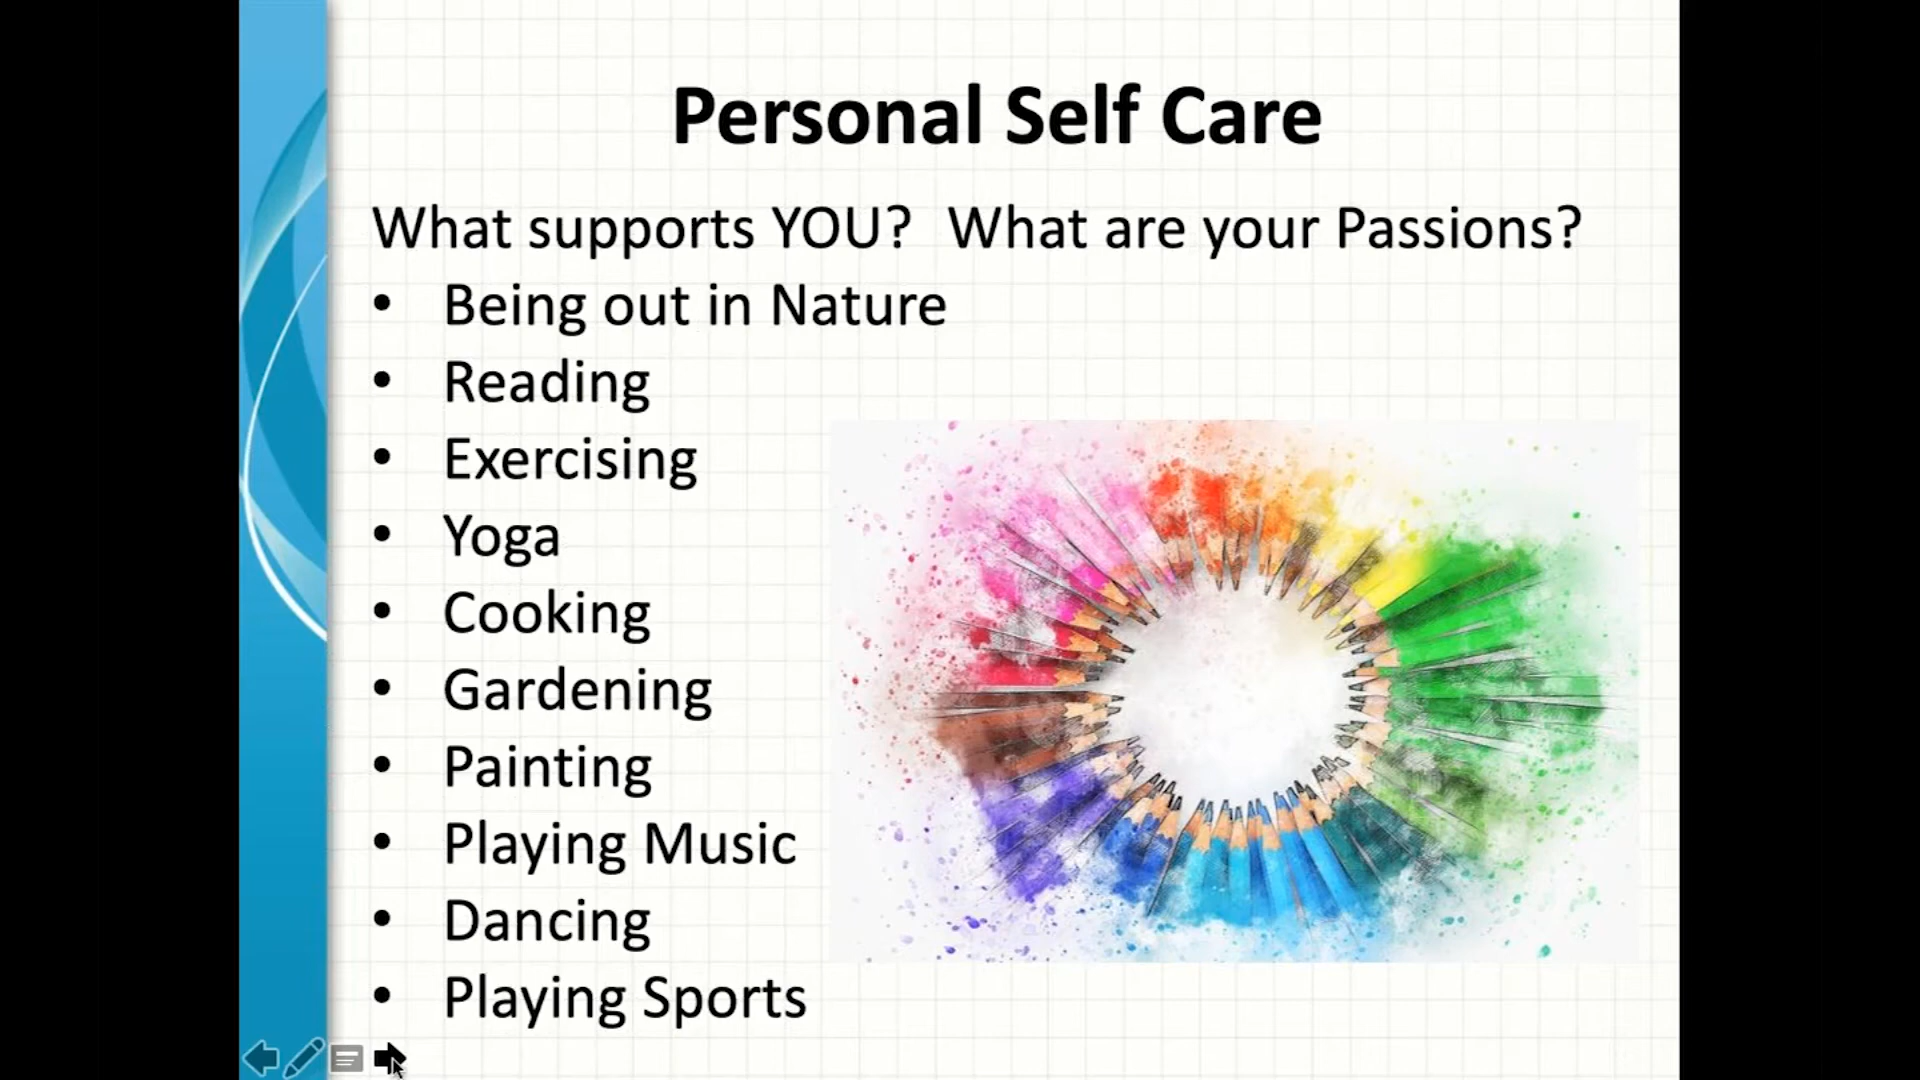 Personal Self Care
What supports YOU?  What are your Passions?
• Being out in Nature
• Reading
• Exercising
• Yoga
• Cooking
• Gardening
• Painting
• Playing Music
• Dancing
• Playing Sports